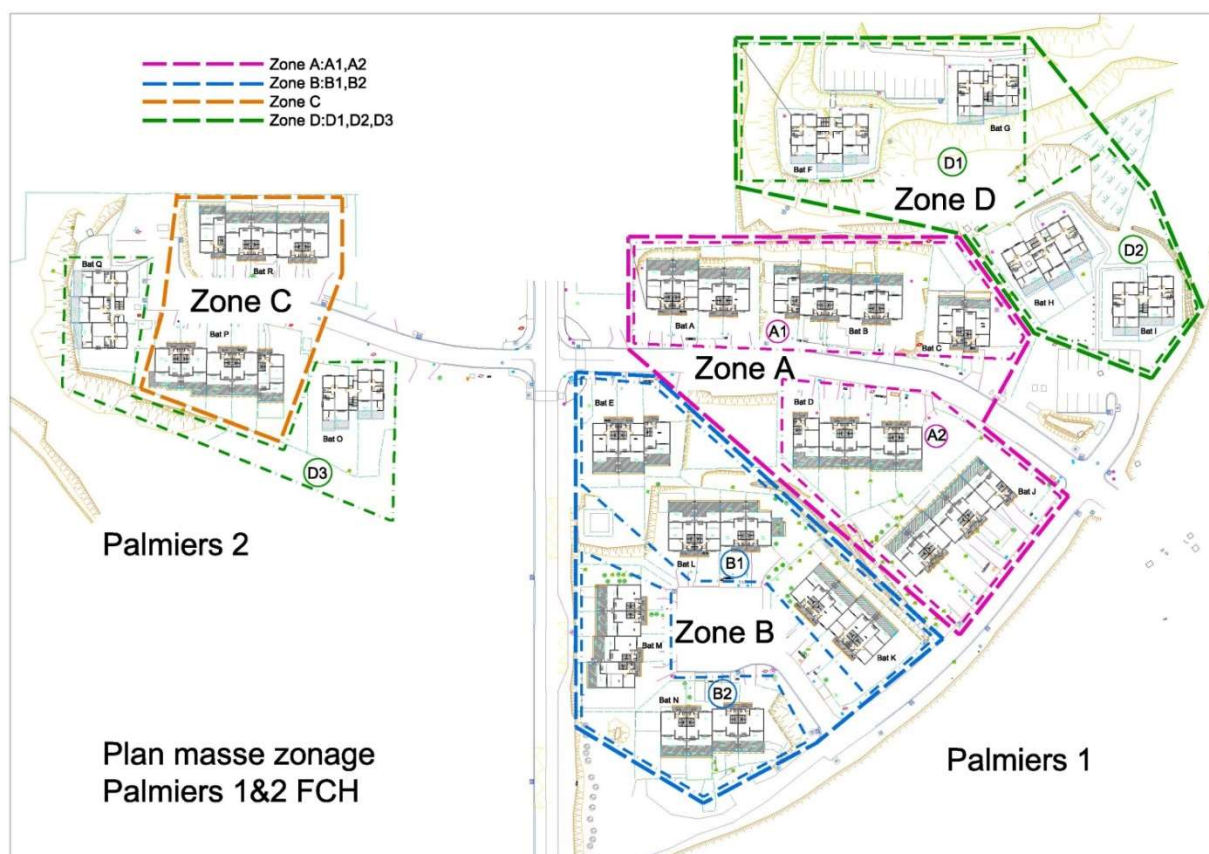 Zone A:A1,A2
Zone B:B1,B2
Zone C
Zone D:D1,D2,D3
Bat G
Bat F
D1
Zone D
D2
Bat H
Bat I
Bat Q
Bat R
Zone C
Bat P
Bat O
D3
Palmiers 2
Bat A
A1
Bat B
Bat C
Zone A
Bat D
A2
Bat J
Bat E
Bat L
B1
Zone B
Bat M
Bat K
B2
Bat N
Palmiers 1
Plan masse zonage
Palmiers 1&2 FCH